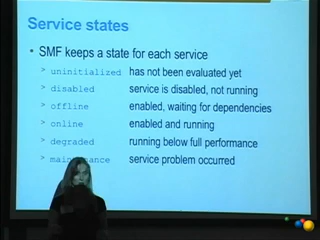 Service states
• SMF keeps a state for each service
> uninitialized has not been evaluated yet
> disabled service is disabled, not running
> offline enabled, waiting for dependencies
> online enabled and running
> degraded running below full performance
> maintenance service problem occurred